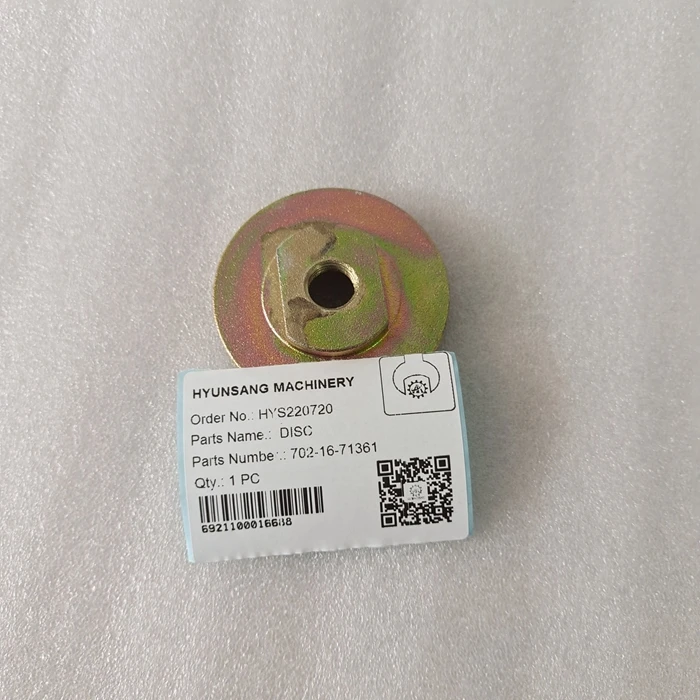 HYUNSANG MACHINERY
Order No.: HYS220720
Parts Name.: DISC
Parts Number.: 702-16-71361
Qty.: 1 PC
6921100016688